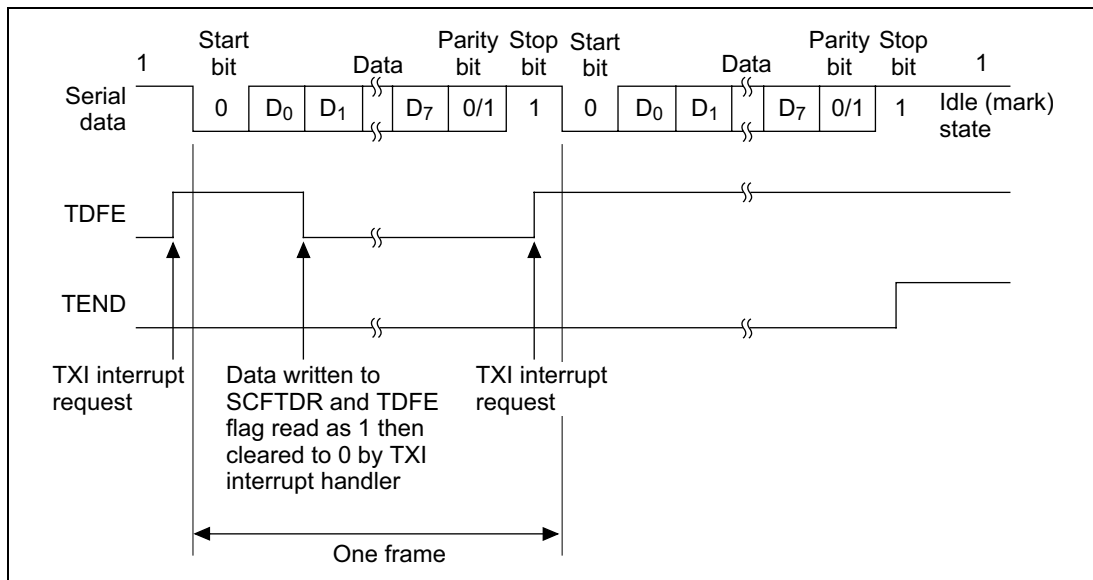 Start bit Data Parity bit Stop bit Start bit Data Parity bit Stop bit
1 1
Serial data 0 D₀ D₁ D₇ 0/1 1 0 D₀ D₁ D₇ 0/1 1 Idle (mark) state
TDFE
TEND
TXI interrupt
request
Data written to
SCFTDR and TDFE
flag read as 1 then
cleared to 0 by TXI
interrupt handler
TXI interrupt
request
One frame